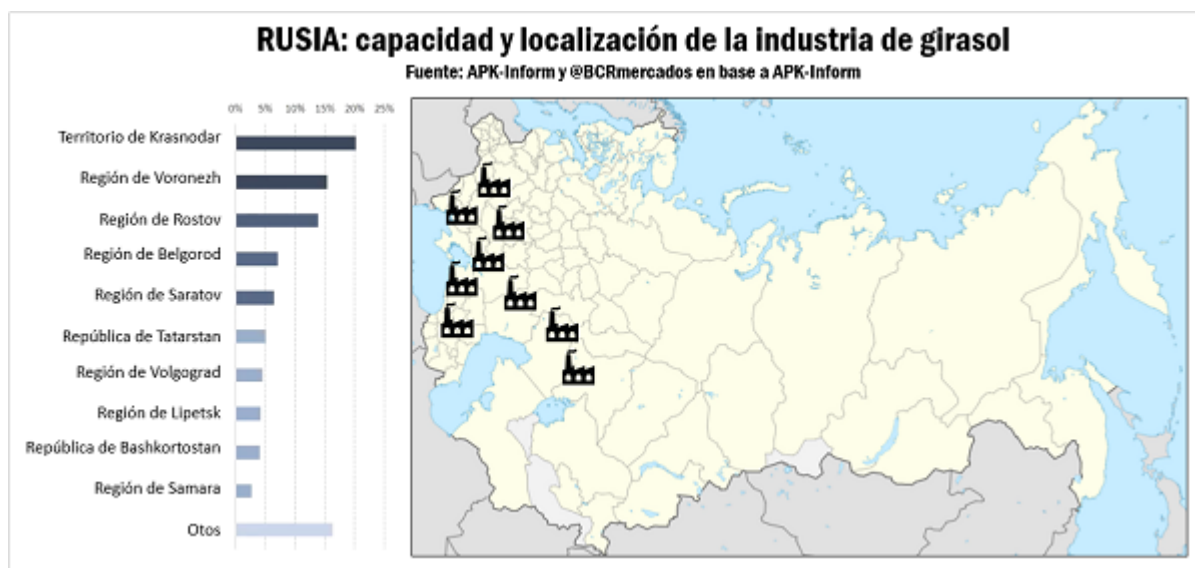 RUSIA: capacidad y localización de la industria de girasol
Fuente: APK-Inform y @BCRmercados en base a APK-Inform
0% 5% 10% 15% 20% 25%
Territorio de Krasnodar
Región de Voronezh
Región de Rostov
Región de Belgorod
Región de Saratov
República de Tatarstan
Región de Volgograd
Región de Lipetsk
República de Bashkortostan
Región de Samara
Otos